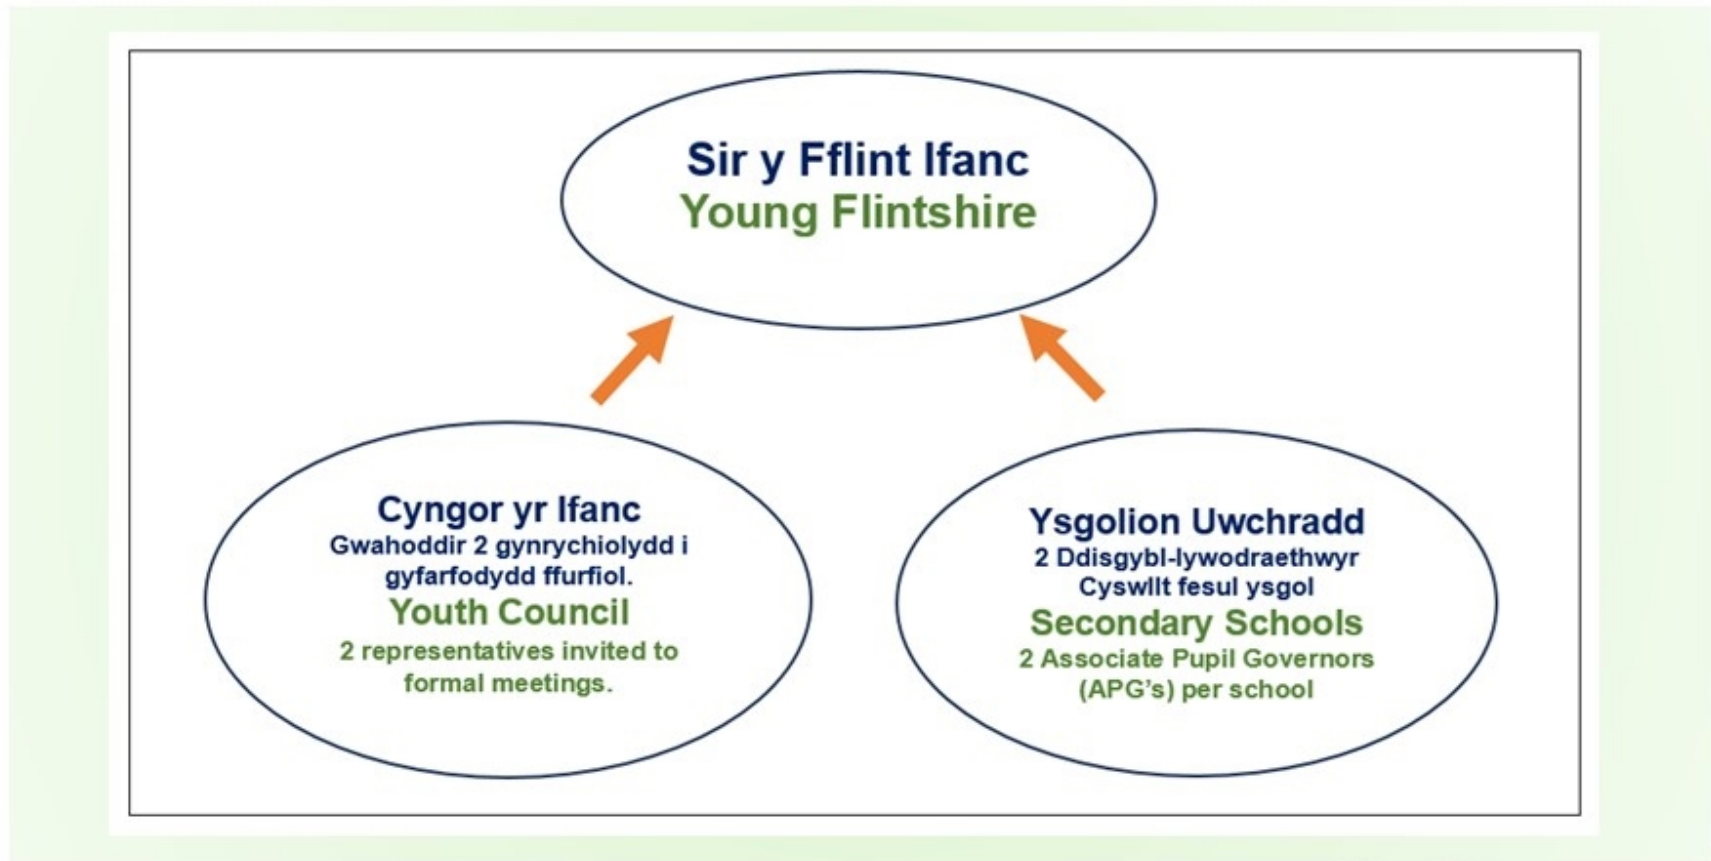 Sir y Fflint Ifanc
Young Flintshire
Cyngor yr Ifanc
Gwahoddir 2 gynrychiolydd i
gyfarfodydd ffurfiol.
Youth Council
2 representatives invited to
formal meetings.
Ysgolion Uwchradd
2 Ddisgybl-lywodraethwyr
Cyswllt fesul ysgol
Secondary Schools
2 Associate Pupil Governors
(APG’s) per school